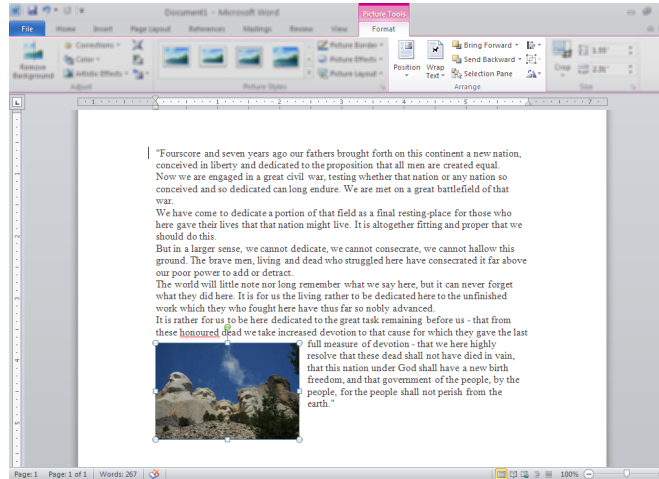 Document1 - Microsoft Word
Picture Tools
File
Home
Insert
Page Layout
References
Mailings
Review
View
Format
Remove Background
Corrections
Color
Artistic Effects
Adjust
Picture Styles
Picture Border
Picture Effects
Picture Layout
Position
Wrap Text
Bring Forward
Send Backward
Selection Pane
Arrange
Crop
Size
"Fourscore and seven years ago our fathers brought forth on this continent a new nation,
conceived in liberty and dedicated to the proposition that all men are created equal.
Now we are engaged in a great civil war, testing whether that nation or any nation so
conceived and so dedicated can long endure. We are met on a great battlefield of that
war.
We have come to dedicate a portion of that field as a final resting-place for those who
here gave their lives that that nation might live. It is altogether fitting and proper that we
should do this.
But in a larger sense, we cannot dedicate, we cannot consecrate, we cannot hallow this
ground. The brave men, living and dead who struggled here have consecrated it far above
our poor power to add or detract.
The world will little note nor long remember what we say here, but it can never forget
what they did here. It is for us the living rather to be dedicated here to the unfinished
work which they who fought here have thus far so nobly advanced.
It is rather for us to be here dedicated to the great task remaining before us - that from
these honoured dead we take increased devotion to that cause for which they gave the last
full measure of devotion - that we here highly
resolve that these dead shall not have died in vain,
that this nation under God shall have a new birth
freedom, and that government of the people, by the
people, for the people shall not perish from the
earth."
Page: 1 Page: 1 of 1 Words: 267 100%